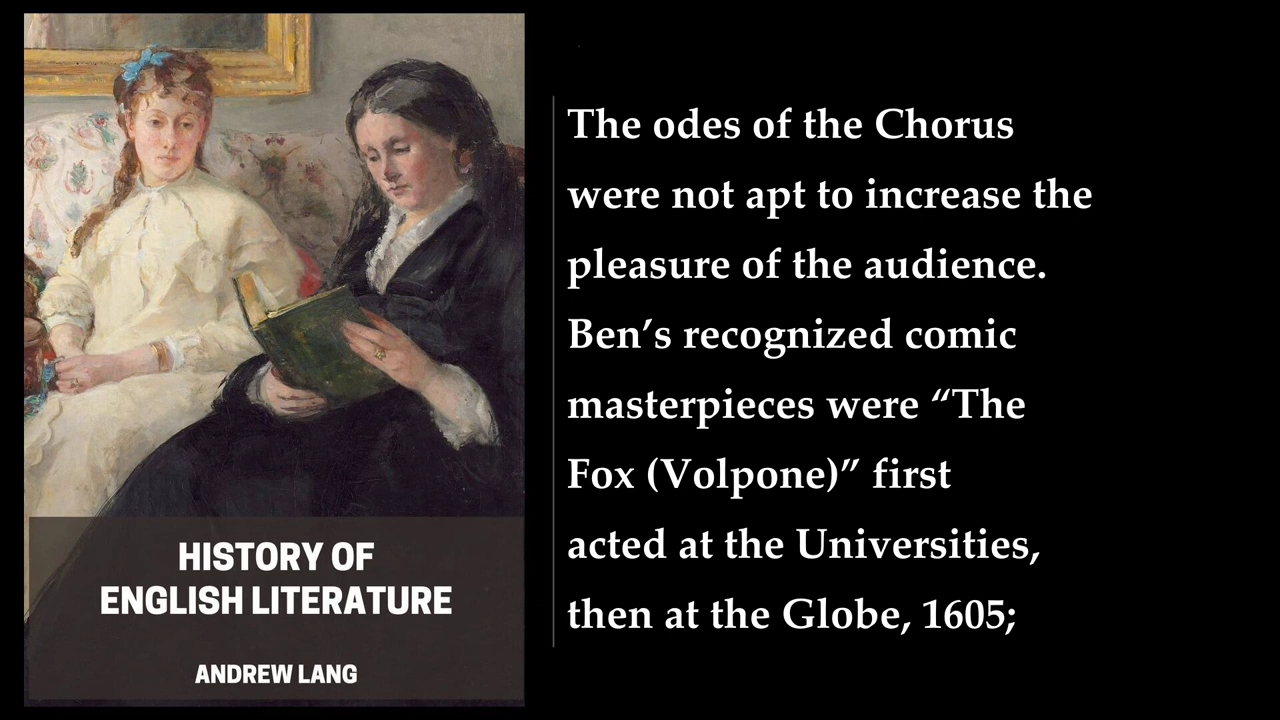 HISTORY OF
ENGLISH LITERATURE
ANDREW LANG
The odes of the Chorus
were not apt to increase the
pleasure of the audience.
Ben’s recognized comic
masterpieces were “The
Fox (Volpone)” first
acted at the Universities,
then at the Globe, 1605;